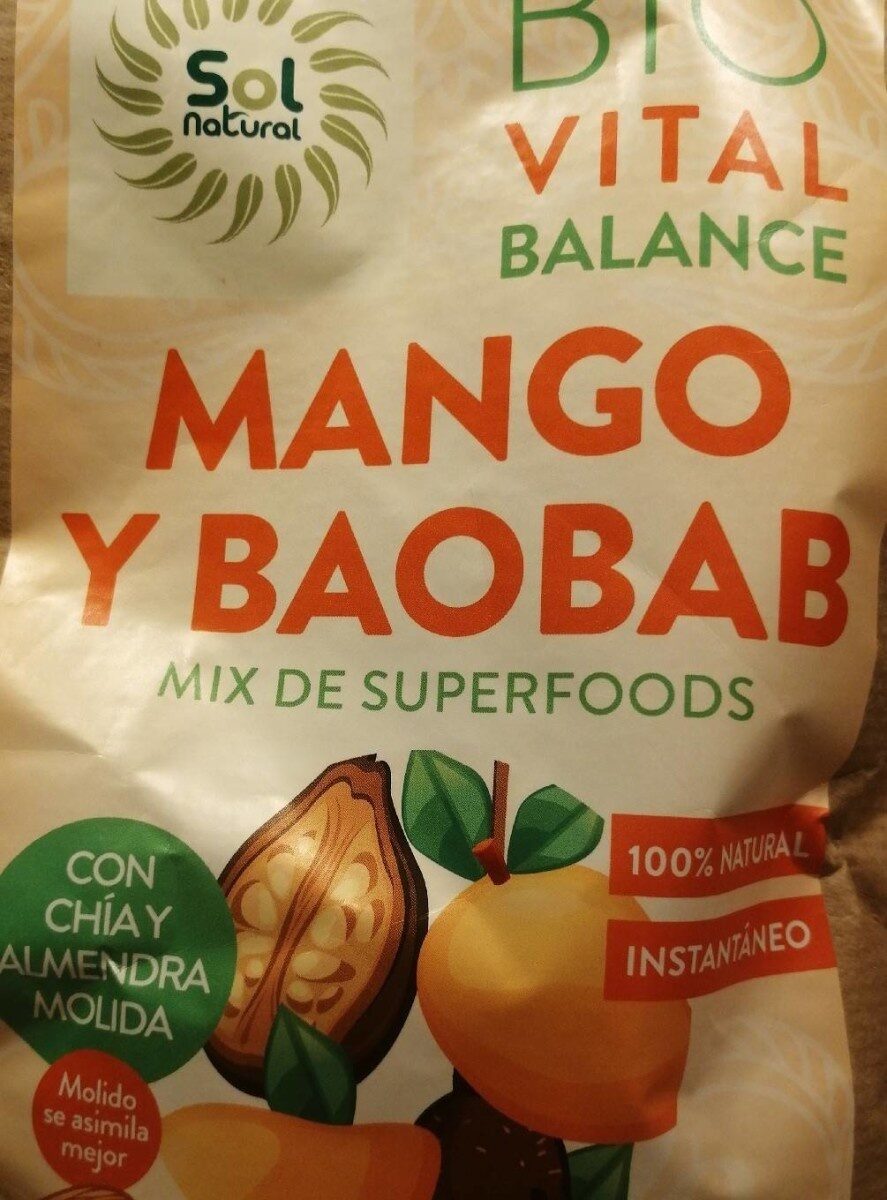 Sol
natural
BIO
VITAL
BALANCE
MANGO
Y BAOBAB
MIX DE SUPERFOODS
CON
CHÍA Y
ALMENDRA
MOLIDA
100% NATURAL
INSTANTÁNEO
Molido
se asimila
mejor